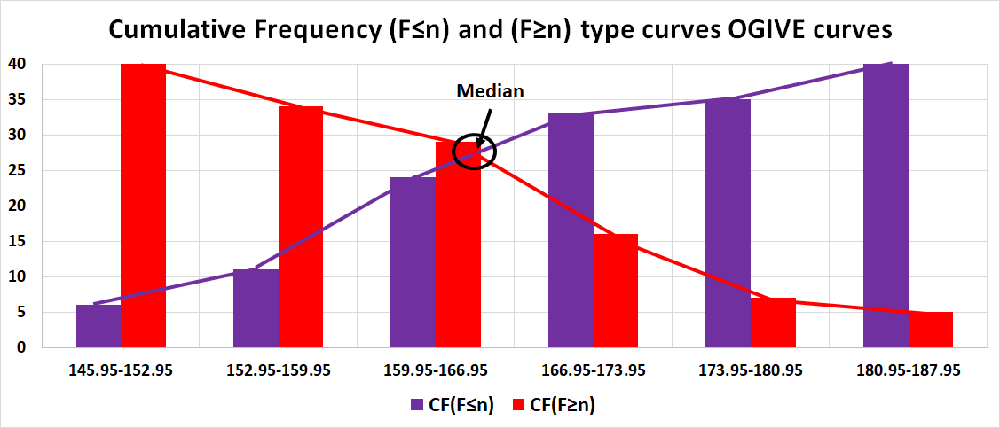 Cumulative Frequency (F≤n) and (F≥n) type curves OGIVE curves
40
35
30
25
20
15
10
5
0
Median
145.95-152.95 152.95-159.95 159.95-166.95 166.95-173.95 173.95-180.95 180.95-187.95
CF(F≤n) CF(F≥n)